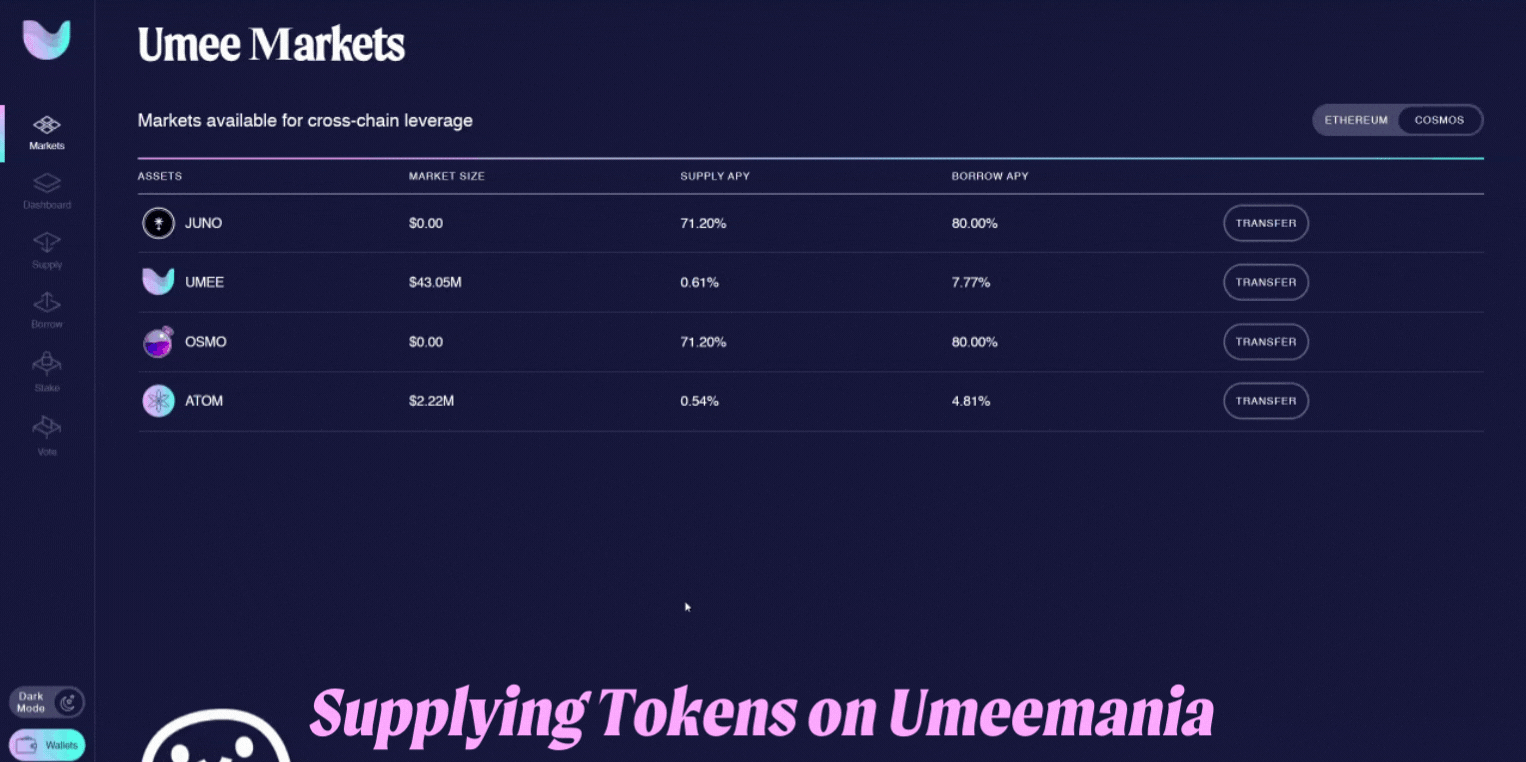 Umee Markets
Markets available for cross-chain leverage
ETHEREUM COSMOS
ASSETS MARKET SIZE SUPPLY APY BORROW APY
JUNO $0.00 71.20% 80.00% TRANSFER
UMEE $43.05M 0.61% 7.77% TRANSFER
OSMO $0.00 71.20% 80.00% TRANSFER
ATOM $2.22M 0.54% 4.81% TRANSFER
Markets
Dashboard
Supply
Borrow
Stake
Vote
Dark
Mode
Wallets
Supplying Tokens on Umeemania